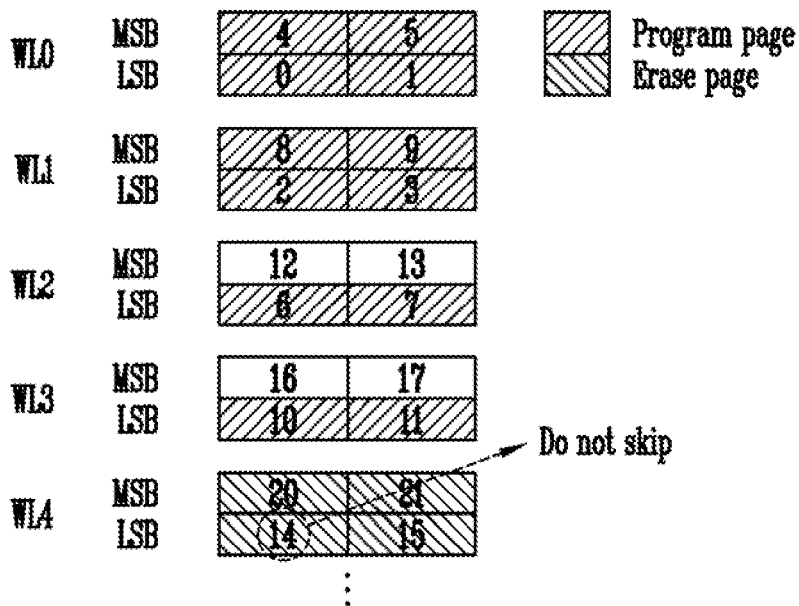 WL0 MSB 4 5
LSB 0 1
Program page
Erase page
WL1 MSB 8 9
LSB 2 3
WL2 MSB 12 13
LSB 6 7
WL3 MSB 16 17
LSB 10 11
Do not skip
WL4 MSB 20 21
LSB 14 15